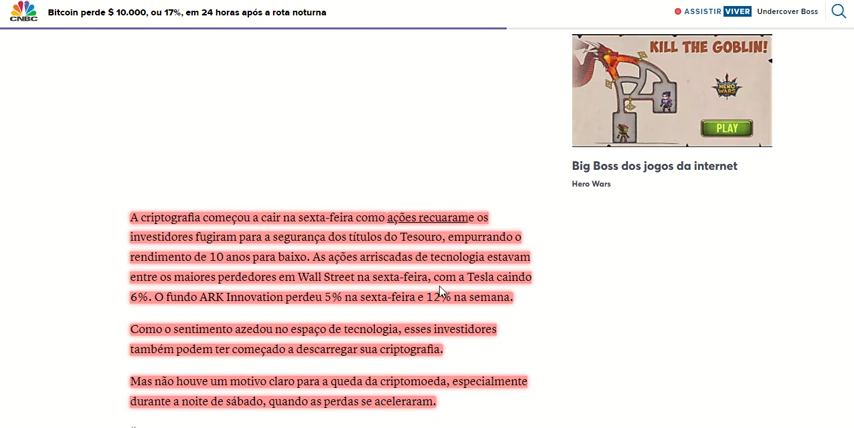 CNBC
Bitcoin perde $ 10.000, ou 17%, em 24 horas após a rota noturna
ASSISTIR VIVER Undercover Boss
KILL THE GOBLIN!
HERO WARS
PLAY
Big Boss dos jogos da internet
Hero Wars
A criptografia começou a cair na sexta-feira como ações recuarame os
investidores fugiram para a segurança dos títulos do Tesouro, empurrando o
rendimento de 10 anos para baixo. As ações arriscadas de tecnologia estavam
entre os maiores perdedores em Wall Street na sexta-feira, com a Tesla caindo
6%. O fundo ARK Innovation perdeu 5% na sexta-feira e 12% na semana.
Como o sentimento azedou no espaço de tecnologia, esses investidores
também podem ter começado a descarregar sua criptografia.
Mas não houve um motivo claro para a queda da criptomoeda, especialmente
durante a noite de sábado, quando as perdas se aceleraram.